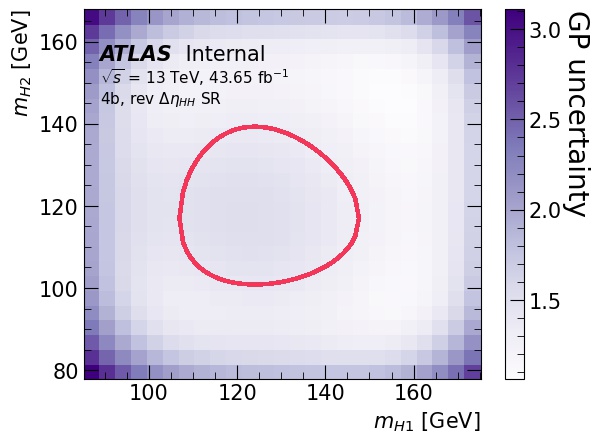 ATLAS Internal
√s = 13 TeV, 43.65 fb⁻¹
4b, rev Δη_HH SR
m_H2 [GeV]
160
140
120
100
80
100
120
140
160
m_H1 [GeV]
3.0
2.5
2.0
1.5
GP uncertainty